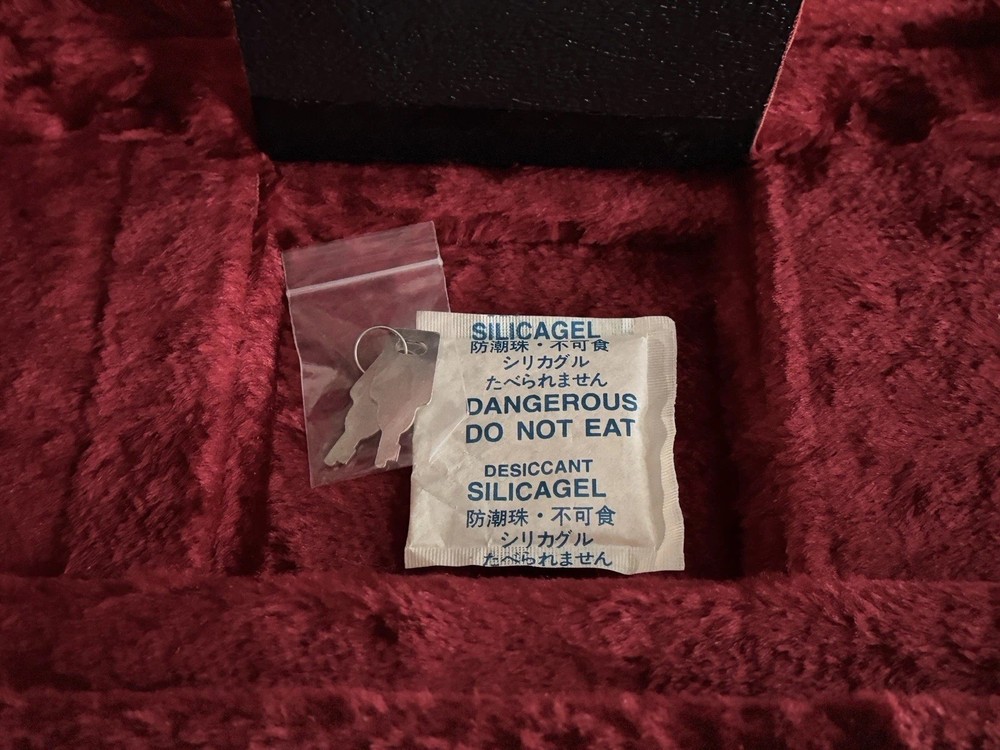 SILICAGEL
防潮珠・不可食
シリカグル
たべられません
DANGEROUS
DO NOT EAT
DESICCANT
SILICAGEL
防潮珠・不可食
シリカグル
たべられません